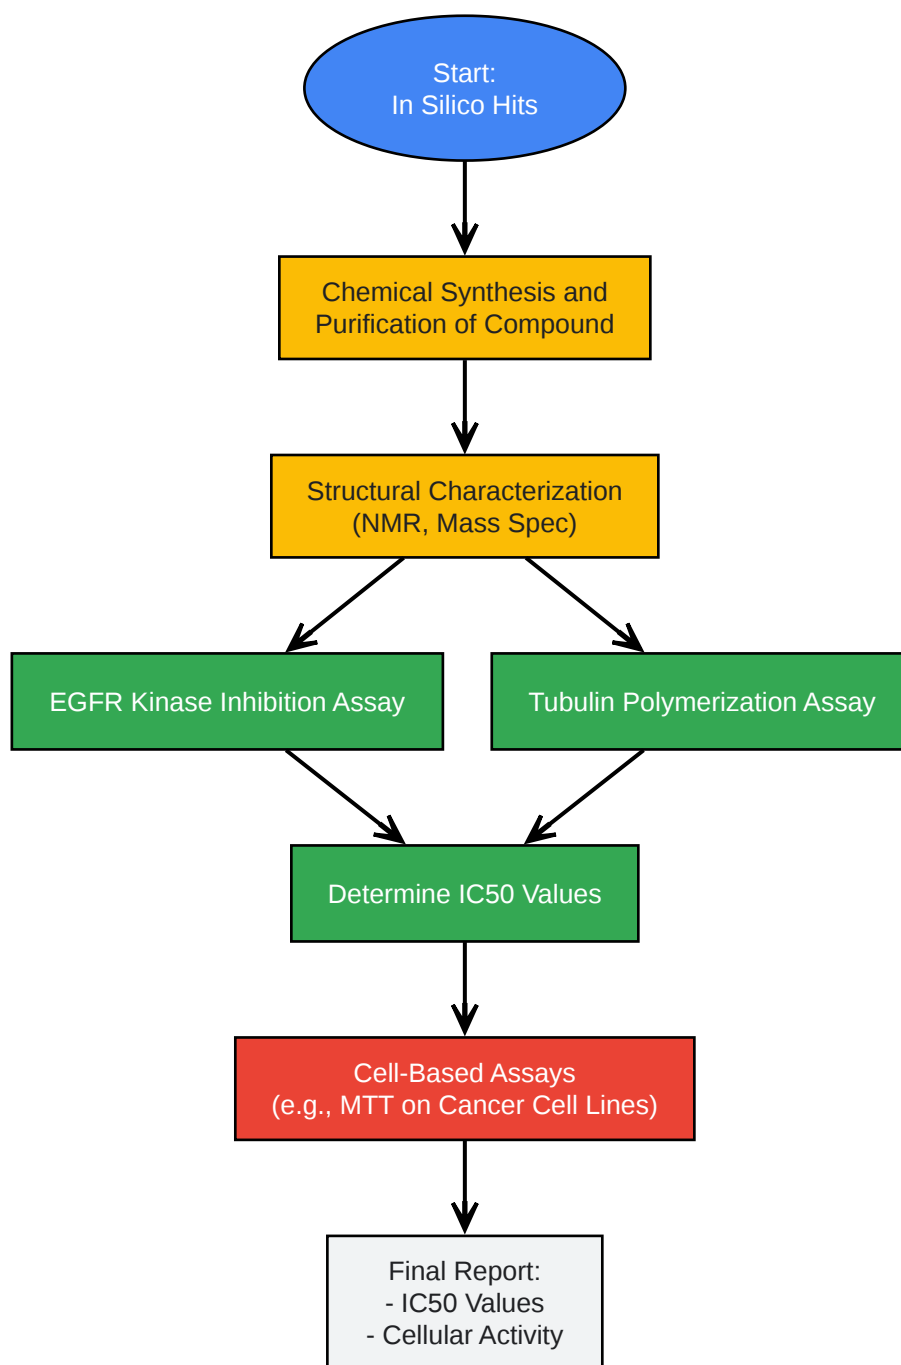 Start:
In Silico Hits
Chemical Synthesis and
Purification of Compound
Structural Characterization
(NMR, Mass Spec)
EGFR Kinase Inhibition Assay
Tubulin Polymerization Assay
Determine IC50 Values
Cell-Based Assays
(e.g., MTT on Cancer Cell Lines)
Final Report:
- IC50 Values
- Cellular Activity